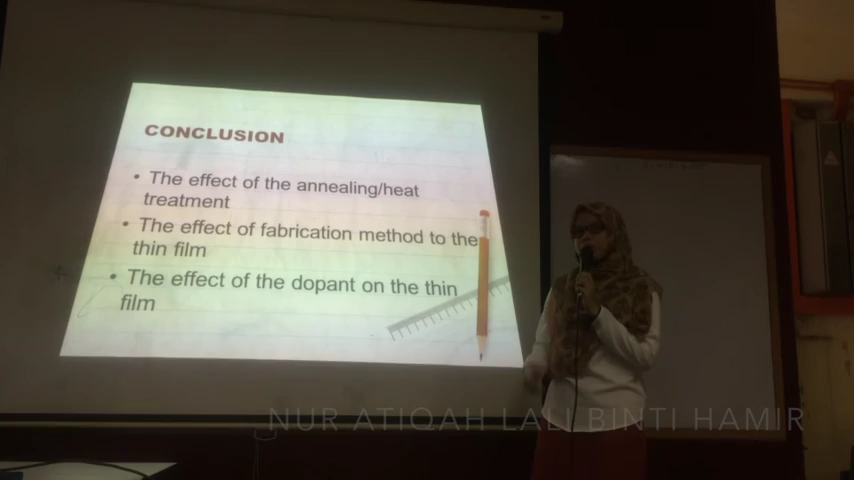 CONCLUSION
• The effect of the annealing/heat
treatment
• The effect of fabrication method to the
thin film
• The effect of the dopant on the thin
film
NUR ATIQAH LALI BINTI HAMIR